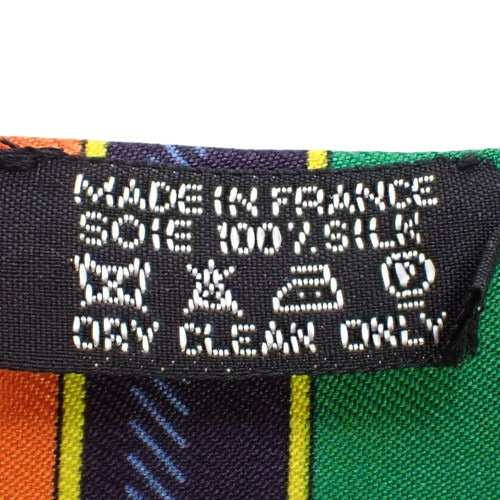 MADE IN FRANCE
SOIE 100% SILK
P
DRY CLEAN ONLY